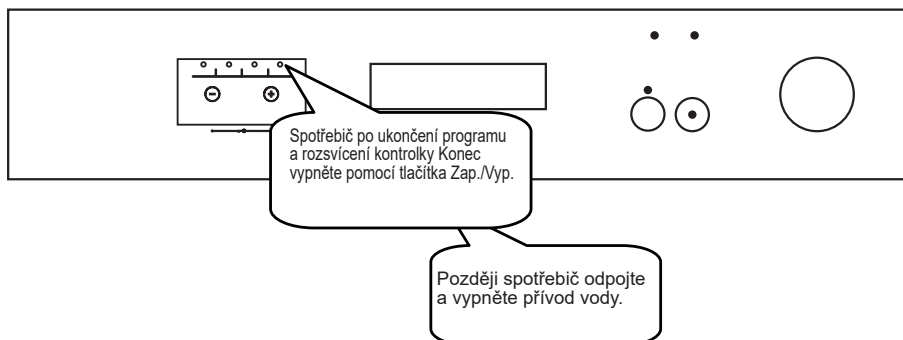 Spotřebič po ukončení programu
a rozsvícení kontrolky Konec
vypněte pomocí tlačítka Zap./Vyp.
Později spotřebič odpojte
a vypněte přívod vody.